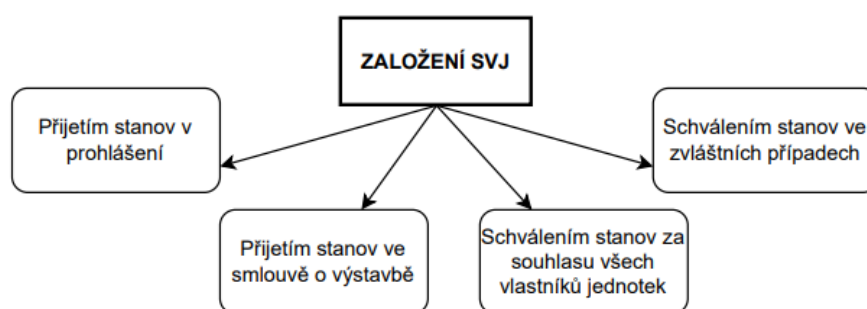 ZALOŽENÍ SVJ
Přijetím stanov v
prohlášení
Schválením stanov ve
zvláštních případech
Přijetím stanov ve
smlouvě o výstavbě
Schválením stanov za
souhlasu všech
vlastníků jednotek